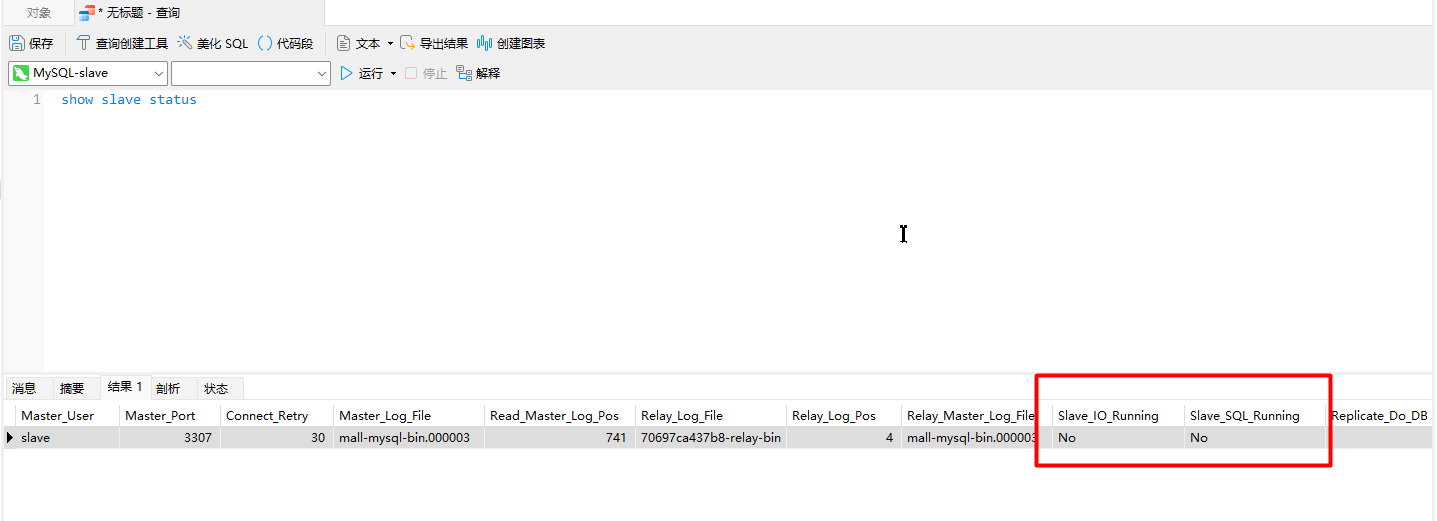 对象 * 无标题 - 查询
保存 查询创建工具 美化 SQL 代码段 文本 导出结果 创建图表
MySQL-slave 运行 停止 解释
1 show slave status
消息 摘要 结果 1 剖析 状态
Master_User Master_Port Connect_Retry Master_Log_File Read_Master_Log_Pos Relay_Log_File Relay_Log_Pos Relay_Master_Log_File Slave_IO_Running Slave_SQL_Running Replicate_Do_DB
slave 3307 30 mall-mysql-bin.000003 741 70697ca437b8-relay-bin 4 mall-mysql-bin.000003 No No